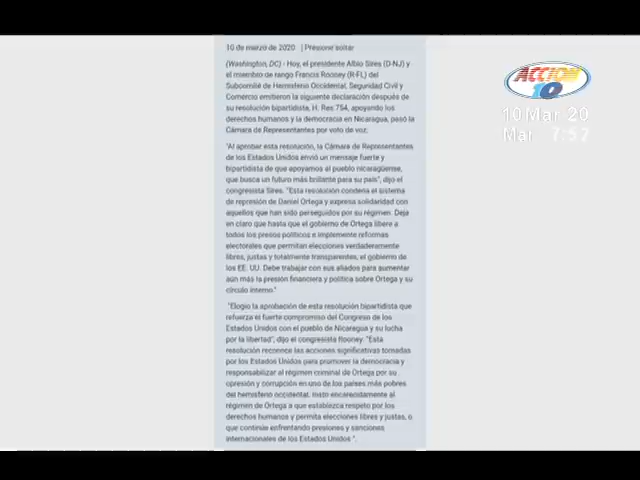 10 de marzo de 2020 | Presione soltar
(Washington, DC) - Hoy, el presidente Albio Sires (D-NJ) y
el miembro de rango Francis Rooney (R-FL) del
Subcomité de Hemisferio Occidental, Seguridad Civil y
Comercio emitieron la siguiente declaración después de
su resolución bipartidista, H. Res 754, apoyando los
derechos humanos y la democracia en Nicaragua, pasó la
Cámara de Representantes por voto de voz:
"Al aprobar esta resolución, la Cámara de Representantes
de los Estados Unidos envió un mensaje fuerte y
bipartidista de que apoyamos al pueblo nicaragüense,
que busca un futuro más brillante para su país", dijo el
congresista Sires. "Esta resolución condena el sistema
de represión de Daniel Ortega y expresa solidaridad con
aquellos que han sido perseguidos por su régimen. Deja
en claro que hasta que el gobierno de Ortega libere a
todos los presos políticos e implemente reformas
electorales que permitan elecciones verdaderamente
libres, justas y totalmente transparentes, el gobierno de
los EE. UU. Debe trabajar con sus aliados para aumentar
aún más la presión financiera y política sobre Ortega y su
círculo interno."
"Elogio la aprobación de esta resolución bipartidista que
refuerza el fuerte compromiso del Congreso de los
Estados Unidos con el pueblo de Nicaragua y su lucha
por la libertad", dijo el congresista Rooney. "Esta
resolución reconoce las acciones significativas tomadas
por los Estados Unidos para promover la democracia y
responsabilizar al régimen criminal de Ortega por su
opresión y corrupción en uno de los países más pobres
del hemisferio occidental. Insto encarecidamente al
régimen de Ortega a que establezca respeto por los
derechos humanos y permita elecciones libres y justas, o
que continúe enfrentando presiones y sanciones
internacionales de los Estados Unidos ".
ACCION
10
10 Mar 20
Mar 7:52